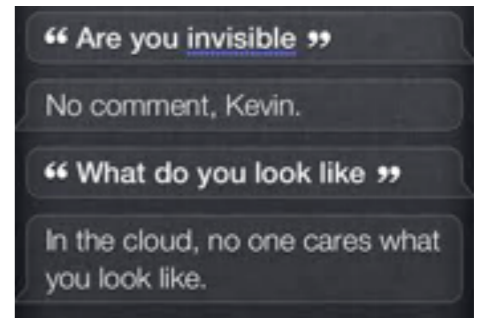 “ Are you invisible ”
No comment, Kevin.
“ What do you look like ”
In the cloud, no one cares what
you look like.